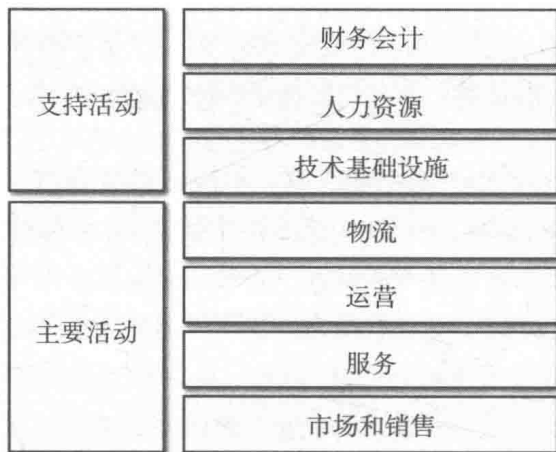 支持活动
财务会计
人力资源
技术基础设施
主要活动
物流
运营
服务
市场和销售